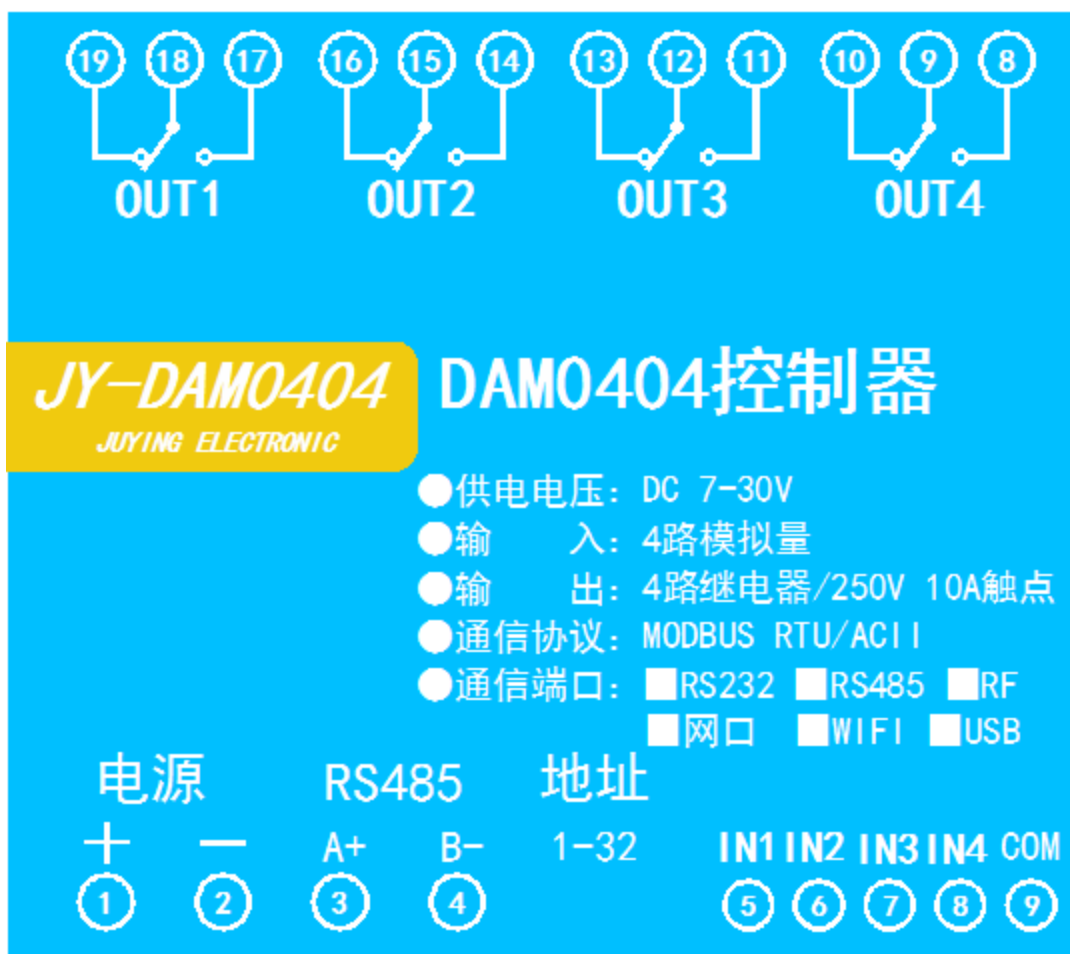 19 18 17 16 15 14 13 12 11 10 9 8
OUT1 OUT2 OUT3 OUT4
JY-DAM0404
JUYING ELECTRONIC
DAM0404控制器
●供电电压：DC 7-30V
●输 入：4路模拟量
●输 出：4路继电器/250V 10A触点
●通信协议：MODBUS RTU/ACII
●通信端口：■RS232 ■RS485 ■RF
■网口 ■WIFI ■USB
电源 RS485 地址
+ - A+ B- 1-32 IN1 IN2 IN3 IN4 COM
1 2 3 4 5 6 7 8 9